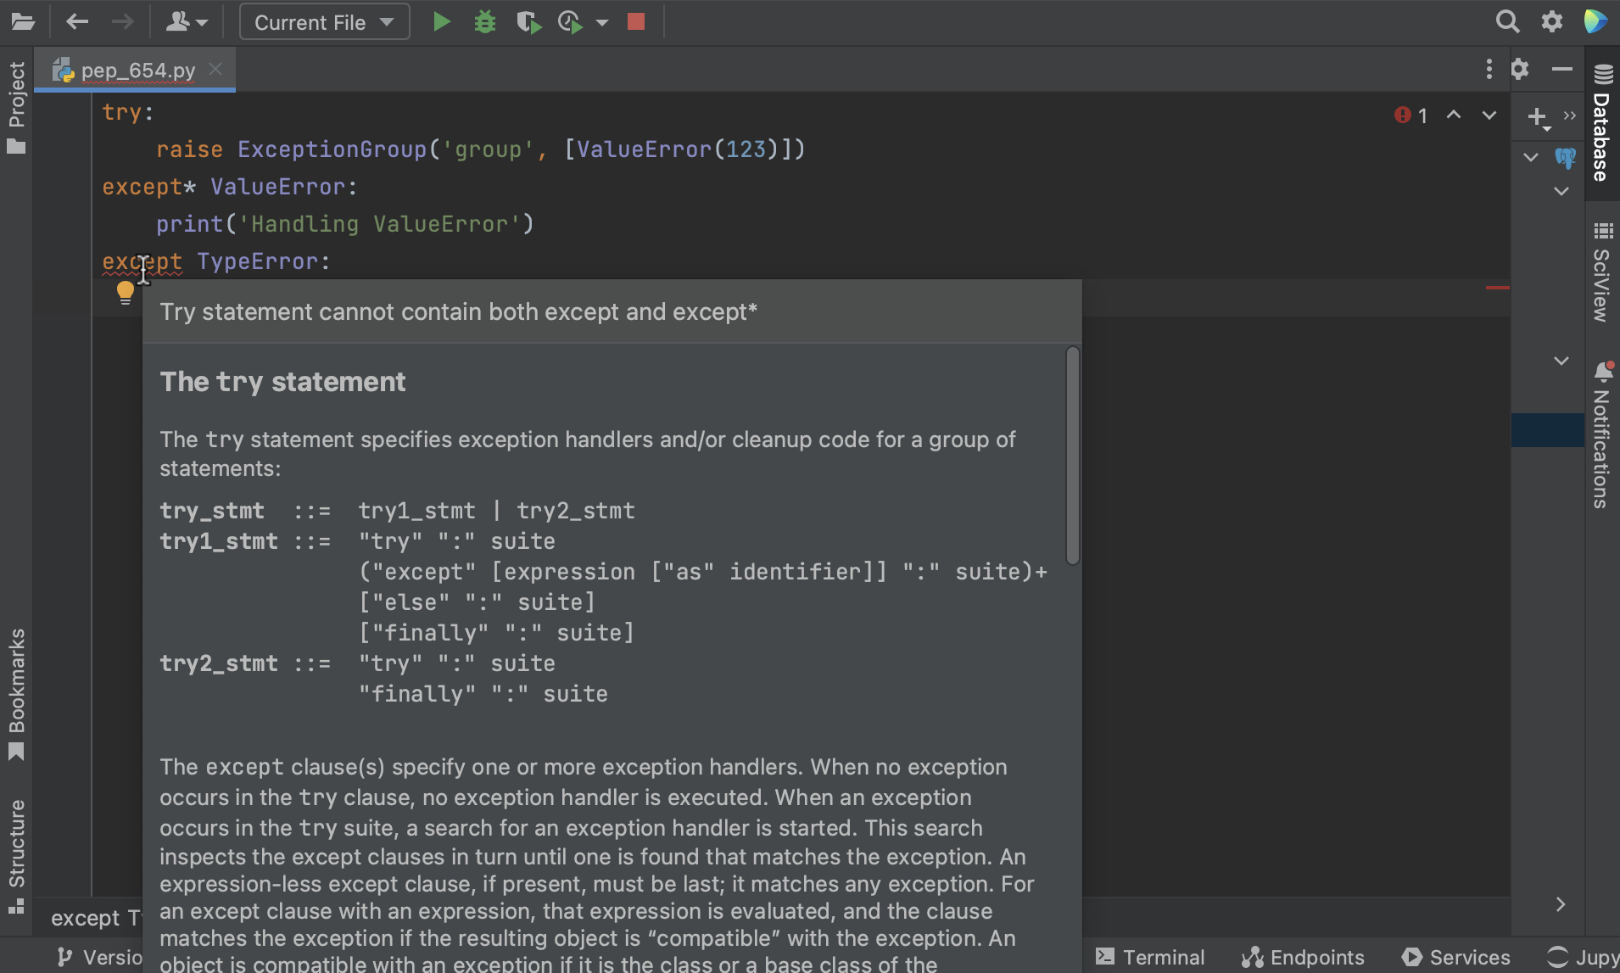 Current File
Project
pep_654.py
try:
raise ExceptionGroup('group', [ValueError(123)])
except* ValueError:
print('Handling ValueError')
except TypeError:
1
Try statement cannot contain both except and except*
The try statement
The try statement specifies exception handlers and/or cleanup code for a group of
statements:
try_stmt ::= try1_stmt | try2_stmt
try1_stmt ::= "try" ":" suite
("except" [expression ["as" identifier]] ":" suite)+
["else" ":" suite]
["finally" ":" suite]
try2_stmt ::= "try" ":" suite
"finally" ":" suite
The except clause(s) specify one or more exception handlers. When no exception
occurs in the try clause, no exception handler is executed. When an exception
occurs in the try suite, a search for an exception handler is started. This search
inspects the except clauses in turn until one is found that matches the exception. An
expression-less except clause, if present, must be last; it matches any exception. For
an except clause with an expression, that expression is evaluated, and the clause
matches the exception if the resulting object is “compatible” with the exception. An
object is compatible with an exception if it is the class or a base class of the
Database
SciView
Notifications
Bookmarks
Structure
except T
Versio
Terminal
Endpoints
Services
Jupy